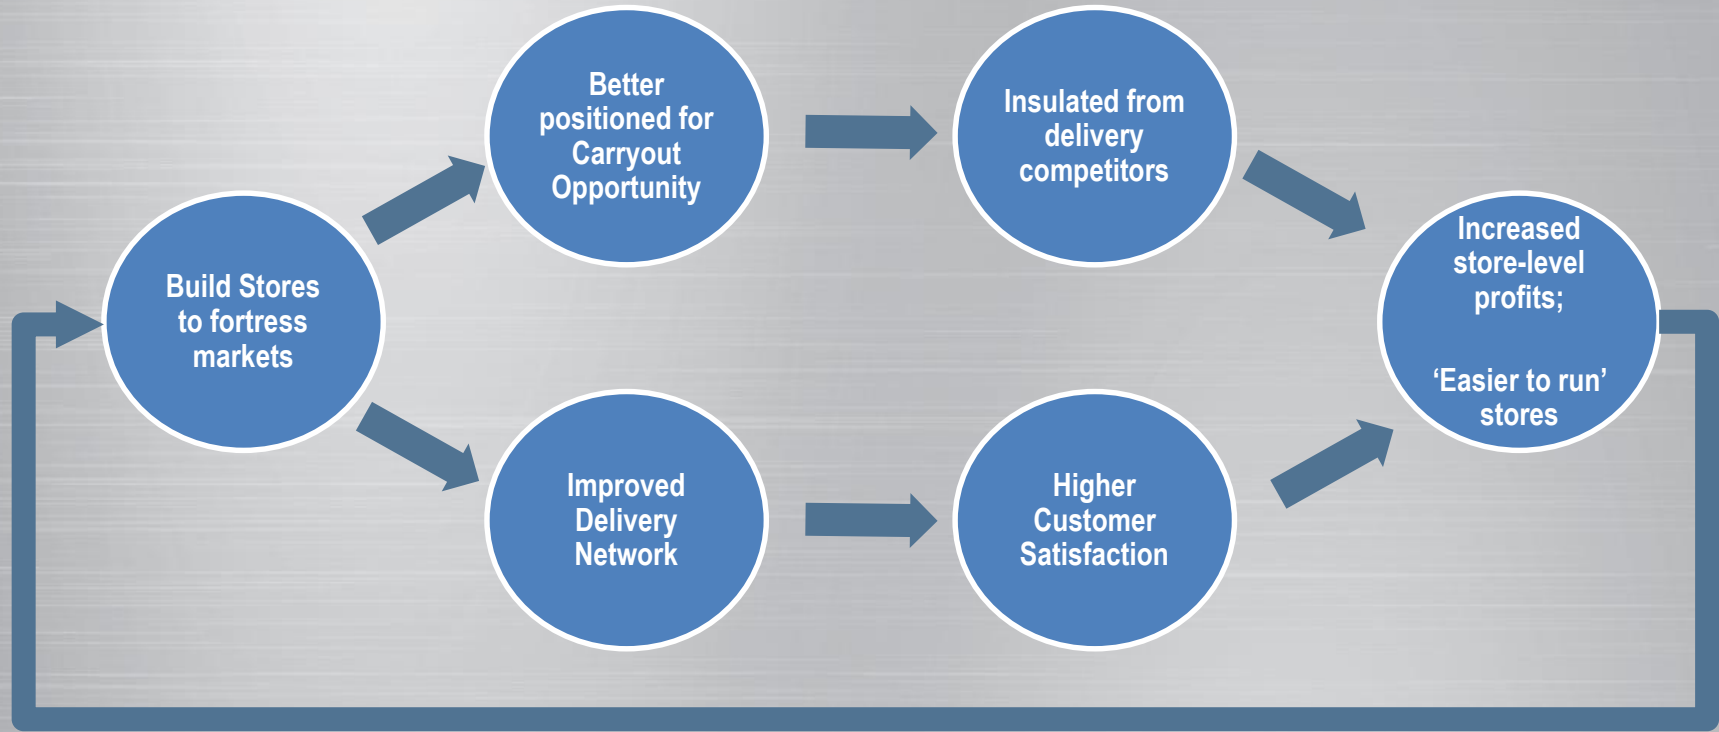 Build Stores
to fortress
markets
Better
positioned for
Carryout
Opportunity
Insulated from
delivery
competitors
Improved
Delivery
Network
Higher
Customer
Satisfaction
Increased
store-level
profits;
‘Easier to run’
stores